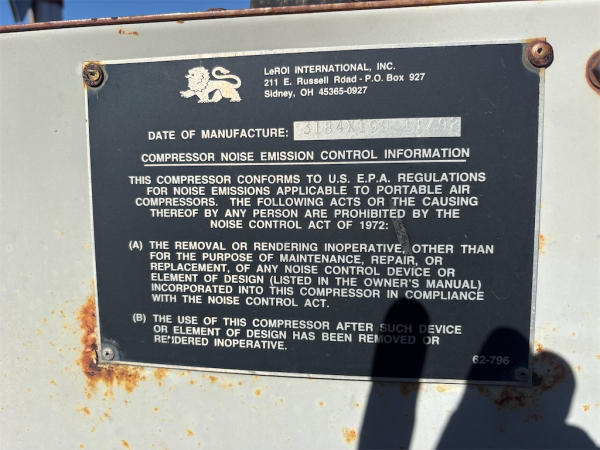 LeROI INTERNATIONAL, INC.
211 E. Russell Road - P.O. Box 927
Sidney, OH 45365-0927
DATE OF MANUFACTURE:
COMPRESSOR NOISE EMISSION CONTROL INFORMATION
THIS COMPRESSOR CONFORMS TO U.S. E.P.A. REGULATIONS
FOR NOISE EMISSIONS APPLICABLE TO PORTABLE AIR
COMPRESSORS. THE FOLLOWING ACTS OR THE CAUSING
THEREOF BY ANY PERSON ARE PROHIBITED BY THE
NOISE CONTROL ACT OF 1972:
(A) THE REMOVAL OR RENDERING INOPERATIVE, OTHER THAN
FOR THE PURPOSE OF MAINTENANCE, REPAIR, OR
REPLACEMENT, OF ANY NOISE CONTROL DEVICE OR
ELEMENT OF DESIGN (LISTED IN THE OWNER'S MANUAL)
INCORPORATED INTO THIS COMPRESSOR IN COMPLIANCE
WITH THE NOISE CONTROL ACT.
(B) THE USE OF THIS COMPRESSOR AFTER SUCH DEVICE
OR ELEMENT OF DESIGN HAS BEEN REMOVED OR
RENDERED INOPERATIVE.
62-796